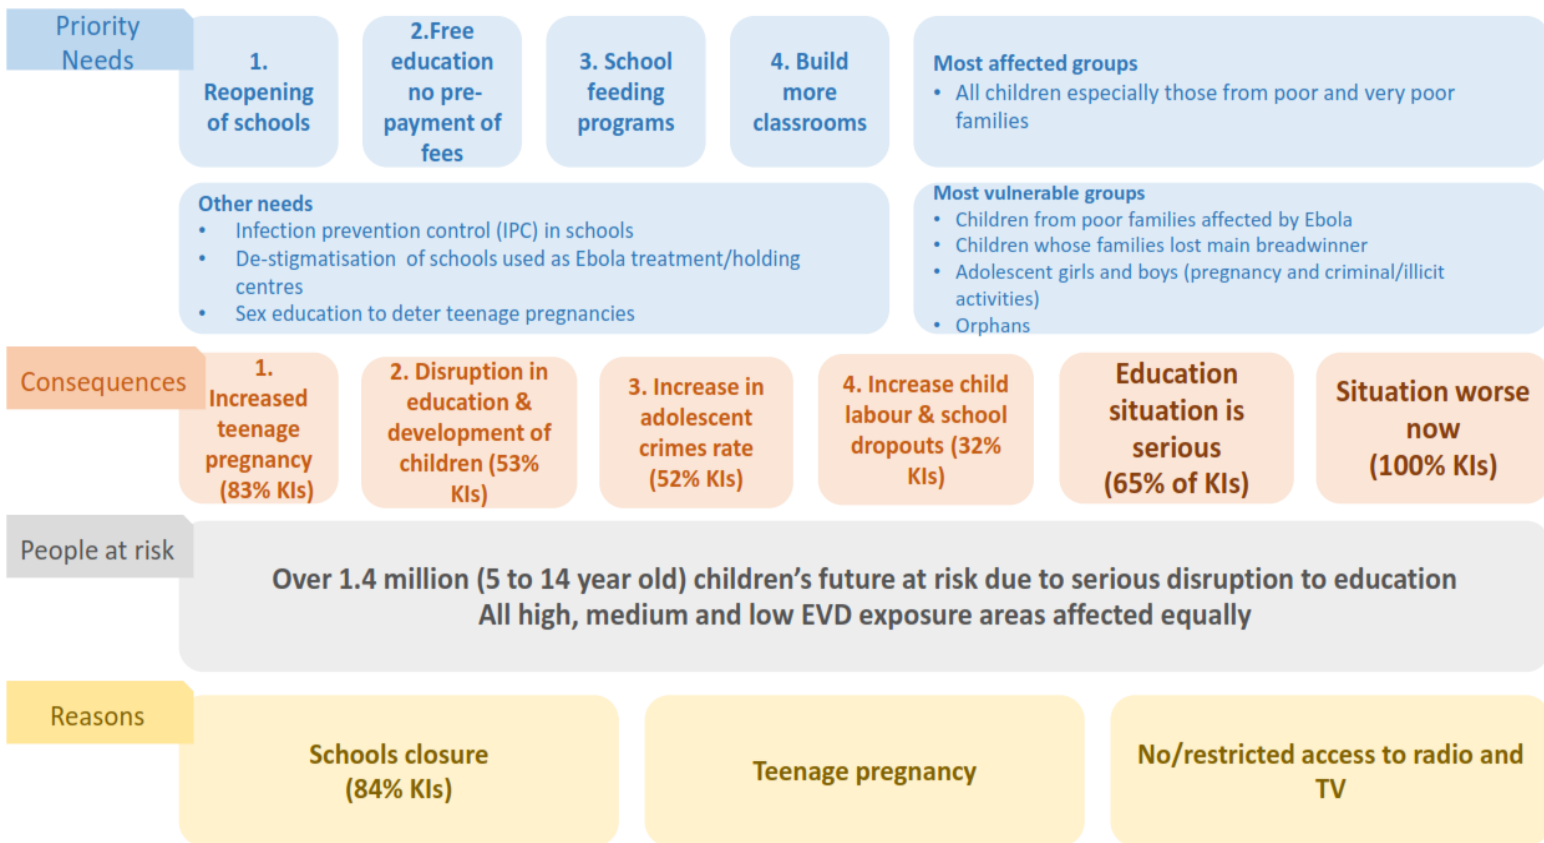 Priority
Needs
1.
Reopening
of schools
2.Free
education
no pre-
payment of
fees
3. School
feeding
programs
4. Build
more
classrooms
Most affected groups
• All children especially those from poor and very poor
families
Other needs
• Infection prevention control (IPC) in schools
• De-stigmatisation of schools used as Ebola treatment/holding
centres
• Sex education to deter teenage pregnancies
Most vulnerable groups
• Children from poor families affected by Ebola
• Children whose families lost main breadwinner
• Adolescent girls and boys (pregnancy and criminal/illicit
activities)
• Orphans
Consequences
1.
Increased
teenage
pregnancy
(83% KIs)
2. Disruption in
education &
development of
children (53%
KIs)
3. Increase in
adolescent
crimes rate
(52% KIs)
4. Increase child
labour & school
dropouts (32%
KIs)
Education
situation is
serious
(65% of KIs)
Situation worse
now
(100% KIs)
People at risk
Over 1.4 million (5 to 14 year old) children’s future at risk due to serious disruption to education
All high, medium and low EVD exposure areas affected equally
Reasons
Schools closure
(84% KIs)
Teenage pregnancy
No/restricted access to radio and
TV